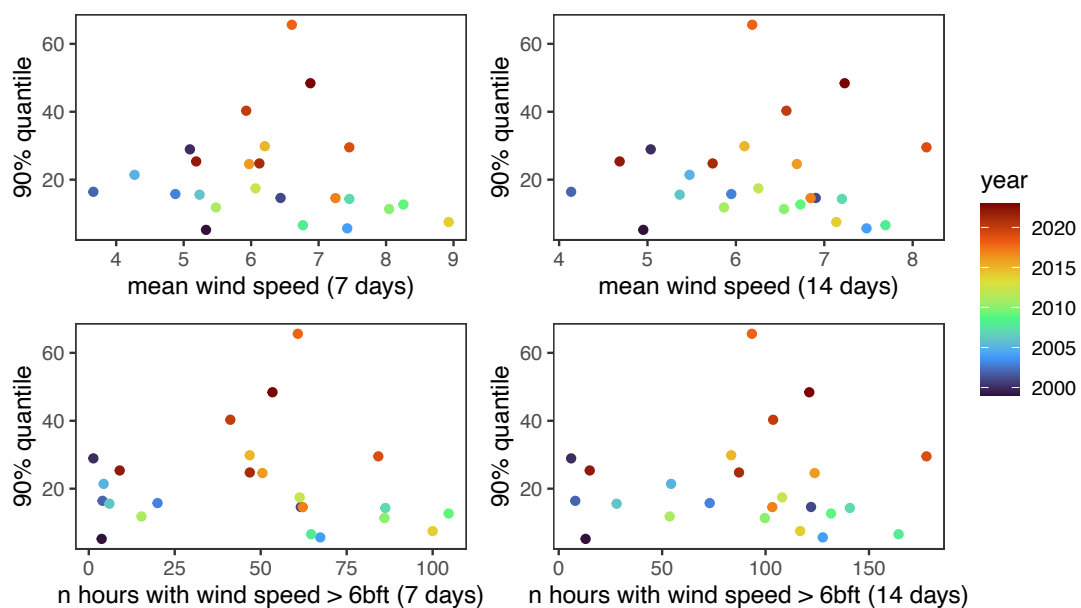 90% quantile
60
40
20
4 5 6 7 8 9
mean wind speed (7 days)
90% quantile
60
40
20
4 5 6 7 8
mean wind speed (14 days)
90% quantile
60
40
20
0 25 50 75 100
n hours with wind speed > 6bft (7 days)
90% quantile
60
40
20
0 50 100 150
n hours with wind speed > 6bft (14 days)
year
2020
2015
2010
2005
2000